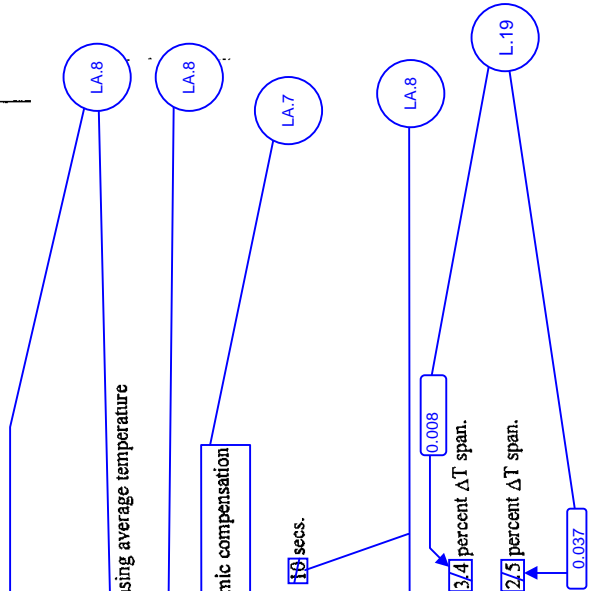 LA.8
LA.8
LA.7
LA.8
L.19
sing average temperature
mic compensation
10 secs.
0.008
3/4 percent ΔT span.
2/5 percent ΔT span.
0.037